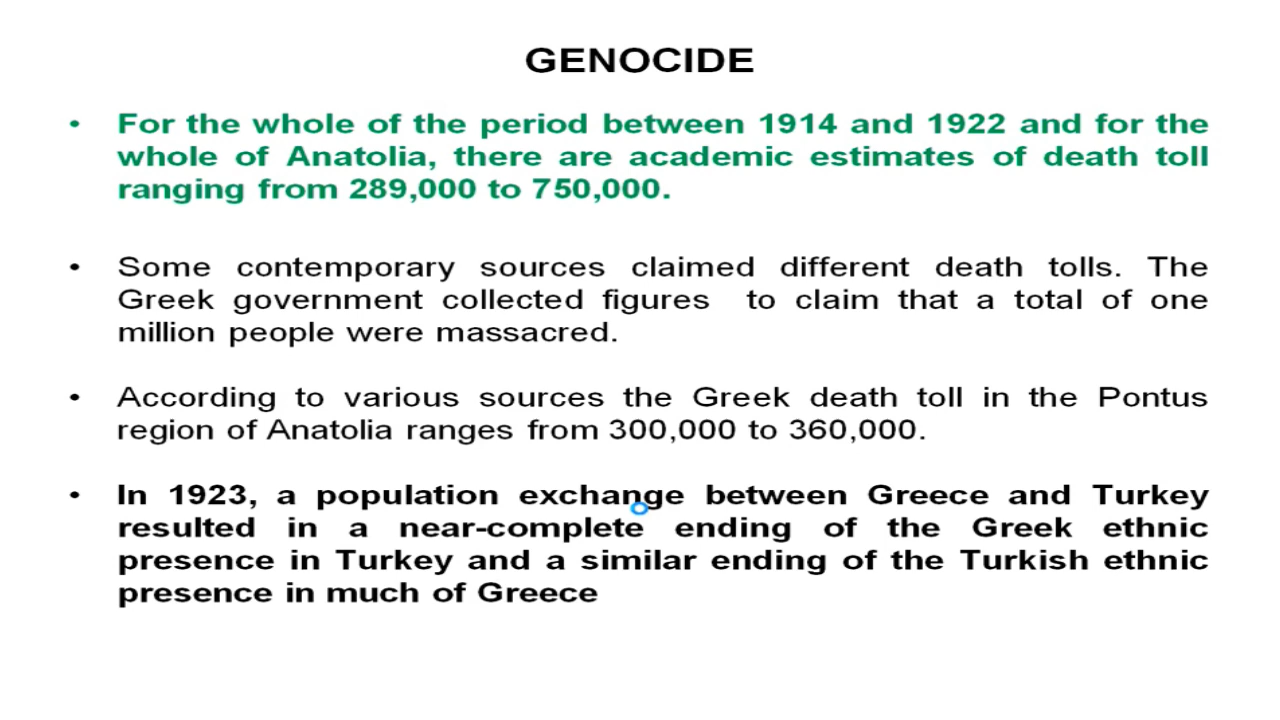 GENOCIDE
• For the whole of the period between 1914 and 1922 and for the
whole of Anatolia, there are academic estimates of death toll
ranging from 289,000 to 750,000.
• Some contemporary sources claimed different death tolls. The
Greek government collected figures to claim that a total of one
million people were massacred.
• According to various sources the Greek death toll in the Pontus
region of Anatolia ranges from 300,000 to 360,000.
• In 1923, a population exchange between Greece and Turkey
resulted in a near-complete ending of the Greek ethnic
presence in Turkey and a similar ending of the Turkish ethnic
presence in much of Greece